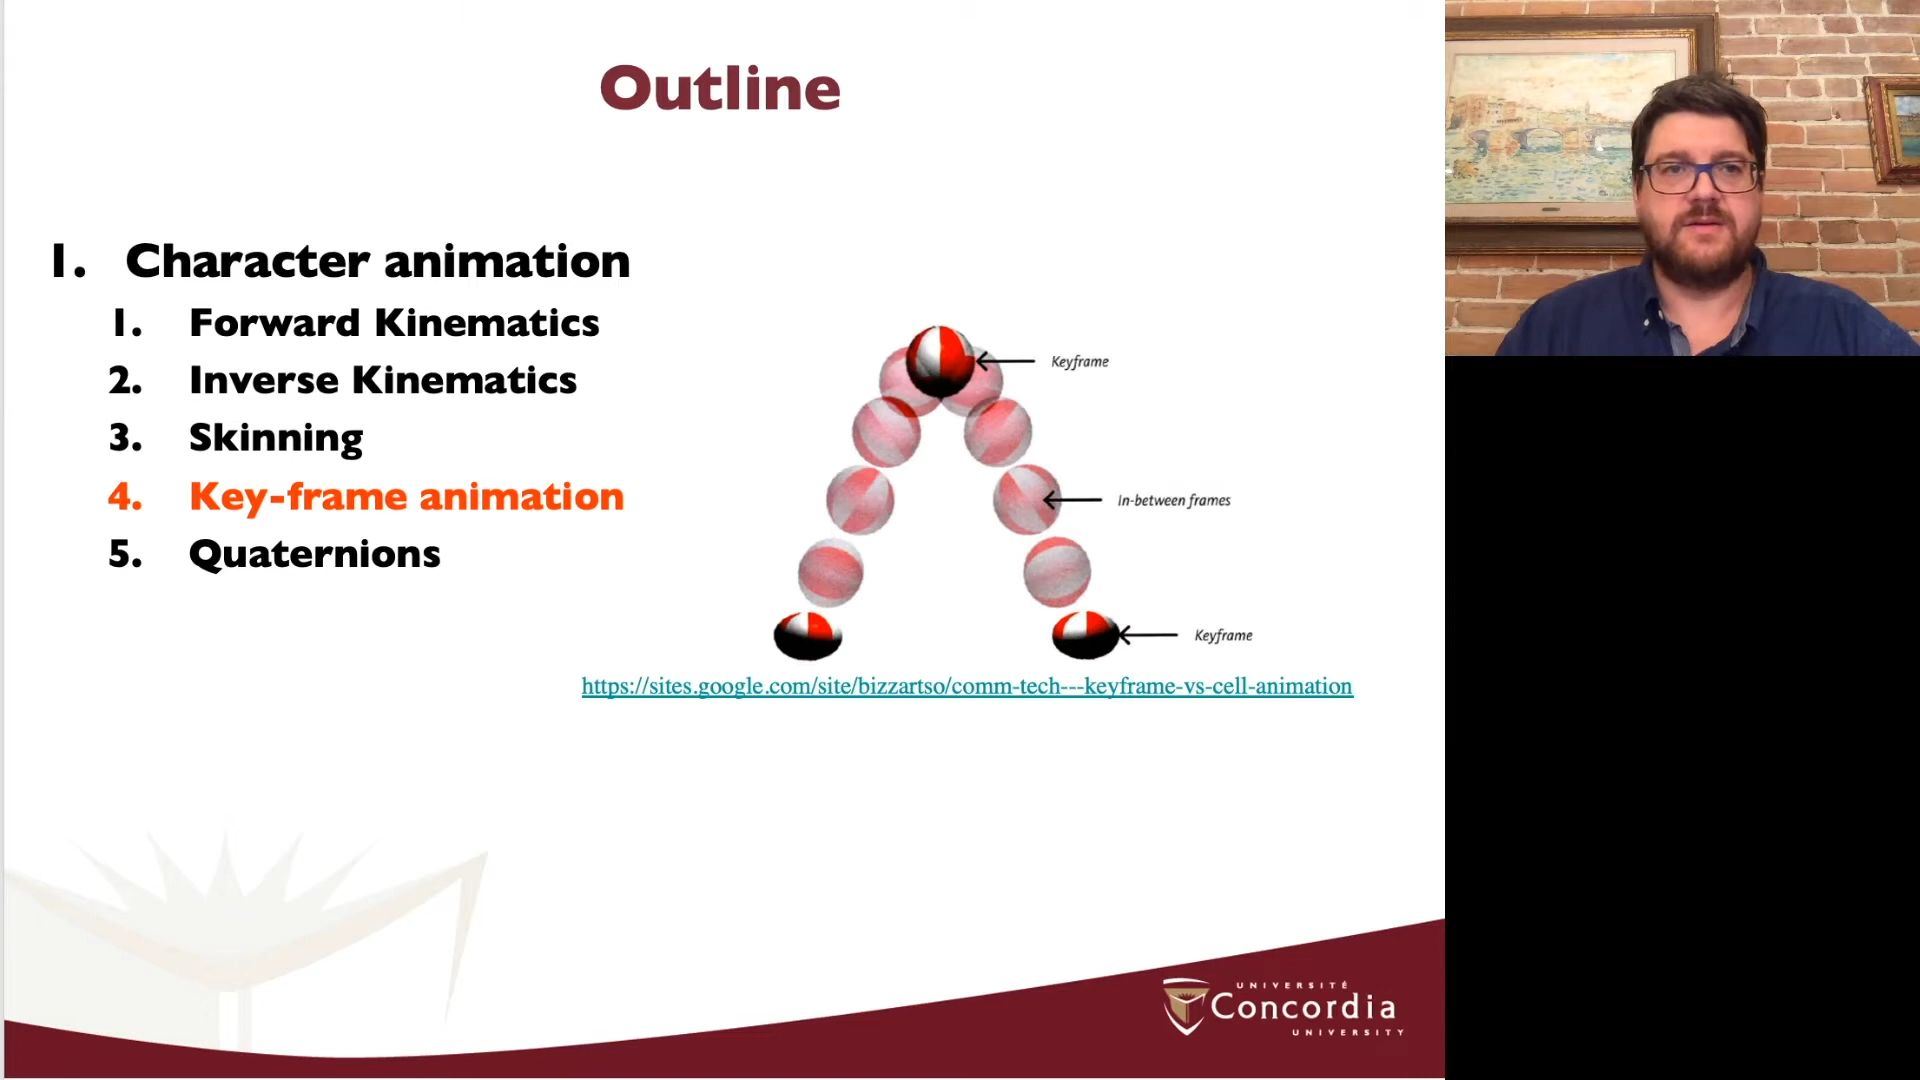 Outline
1. Character animation
1. Forward Kinematics
2. Inverse Kinematics
3. Skinning
4. Key-frame animation
5. Quaternions
Keyframe
In-between frames
Keyframe
https://sites.google.com/site/bizzartso/comm-tech---keyframe-vs-cell-animation
UNIVERSITÉ
Concordia
UNIVERSITY